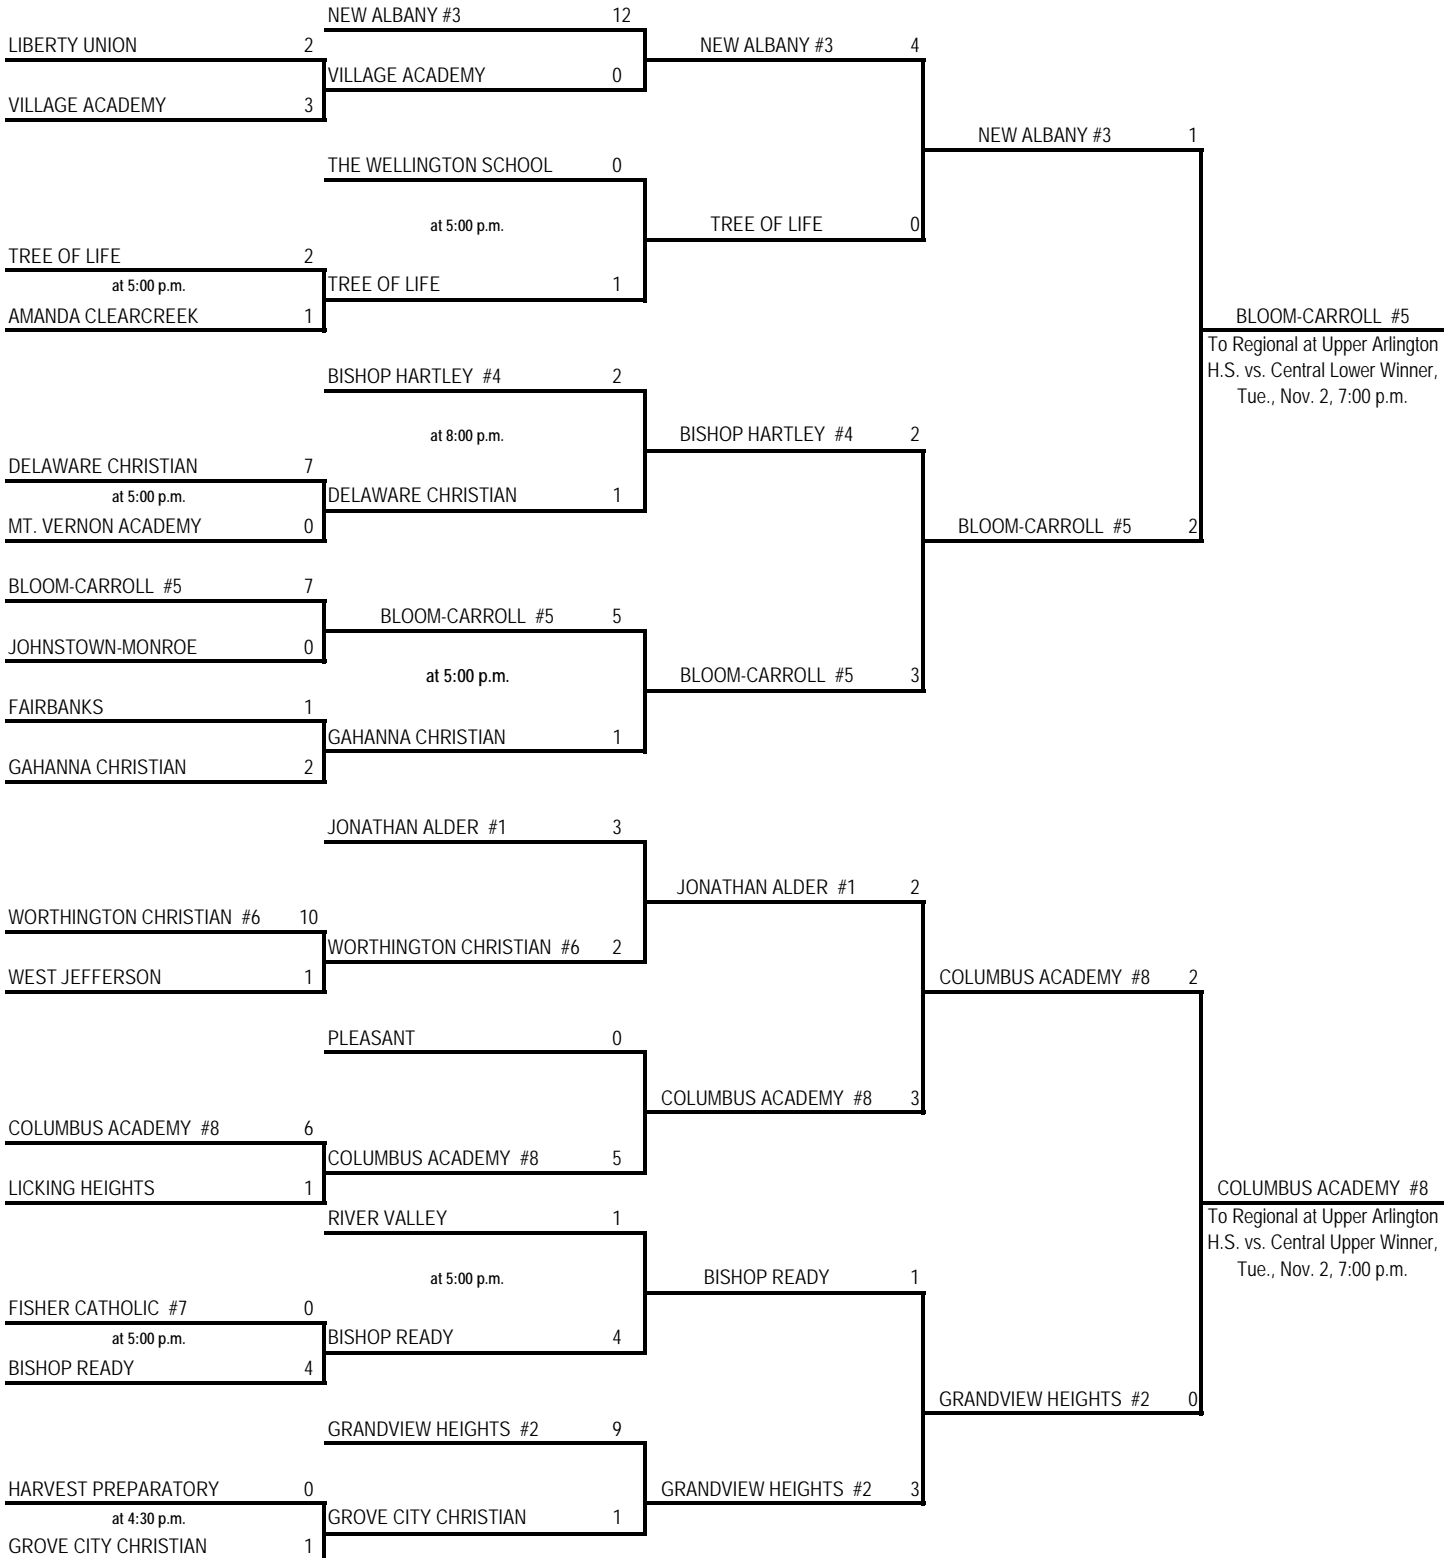 NEW ALBANY #3 12
LIBERTY UNION 2
NEW ALBANY #3 4
VILLAGE ACADEMY 0
VILLAGE ACADEMY 3
NEW ALBANY #3 1
THE WELLINGTON SCHOOL 0
at 5:00 p.m.
TREE OF LIFE 0
TREE OF LIFE 2
at 5:00 p.m.
TREE OF LIFE 1
AMANDA CLEARCREEK 1
BLOOM-CARROLL #5
To Regional at Upper Arlington
H.S. vs. Central Lower Winner,
Tue., Nov. 2, 7:00 p.m.
BISHOP HARTLEY #4 2
at 8:00 p.m.
BISHOP HARTLEY #4 2
DELAWARE CHRISTIAN 7
at 5:00 p.m.
DELAWARE CHRISTIAN 1
MT. VERNON ACADEMY 0
BLOOM-CARROLL #5 2
BLOOM-CARROLL #5 7
BLOOM-CARROLL #5 5
JOHNSTOWN-MONROE 0
at 5:00 p.m.
BLOOM-CARROLL #5 3
FAIRBANKS 1
GAHANNA CHRISTIAN 1
GAHANNA CHRISTIAN 2
JONATHAN ALDER #1 3
JONATHAN ALDER #1 2
WORTHINGTON CHRISTIAN #6 10
WORTHINGTON CHRISTIAN #6 2
WEST JEFFERSON 1
COLUMBUS ACADEMY #8 2
PLEASANT 0
COLUMBUS ACADEMY #8 3
COLUMBUS ACADEMY #8 6
COLUMBUS ACADEMY #8 5
LICKING HEIGHTS 1
COLUMBUS ACADEMY #8
To Regional at Upper Arlington
H.S. vs. Central Upper Winner,
Tue., Nov. 2, 7:00 p.m.
RIVER VALLEY 1
at 5:00 p.m.
BISHOP READY 1
FISHER CATHOLIC #7 0
at 5:00 p.m.
BISHOP READY 4
BISHOP READY 4
GRANDVIEW HEIGHTS #2 0
GRANDVIEW HEIGHTS #2 9
HARVEST PREPARATORY 0
GRANDVIEW HEIGHTS #2 3
at 4:30 p.m.
GROVE CITY CHRISTIAN 1
GROVE CITY CHRISTIAN 1